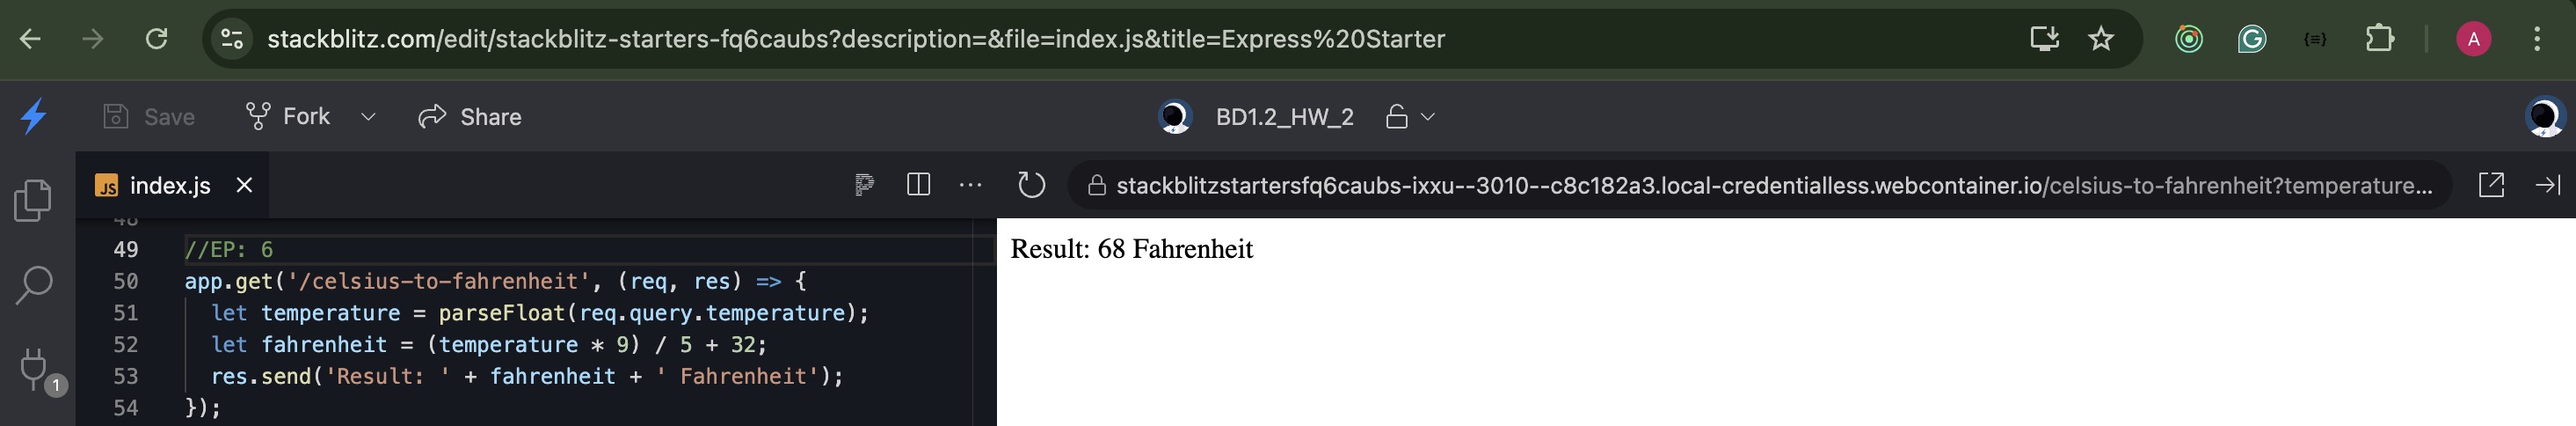 stackblitz.com/edit/stackblitz-starters-fq6caubs?description=&file=index.js&title=Express%20Starter
A
Save
Fork
Share
BD1.2_HW_2
JS index.js
stackblitzstartersfq6caubs-ixxu--3010--c8c182a3.local-credentialless.webcontainer.io/celsius-to-fahrenheit?temperature...
48
49 //EP: 6
50 app.get('/celsius-to-fahrenheit', (req, res) => {
51 let temperature = parseFloat(req.query.temperature);
52 let fahrenheit = (temperature * 9) / 5 + 32;
53 res.send('Result: ' + fahrenheit + ' Fahrenheit');
54 });
1
Result: 68 Fahrenheit